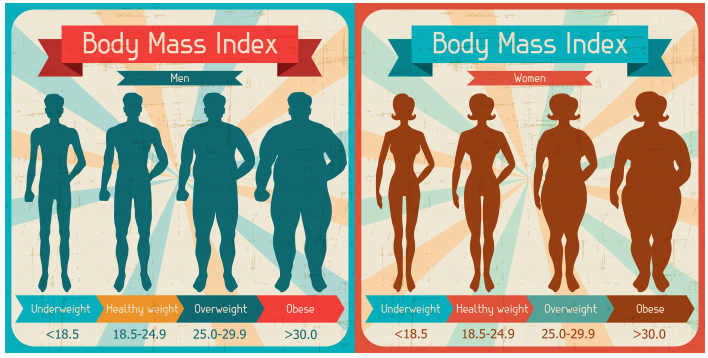 Body Mass Index
Men
Underweight Healthy weight Overweight Obese
<18.5 18.5-24.9 25.0-29.9 >30.0
Body Mass Index
Women
Underweight Healthy weight Overweight Obese
<18.5 18.5-24.9 25.0-29.9 >30.0